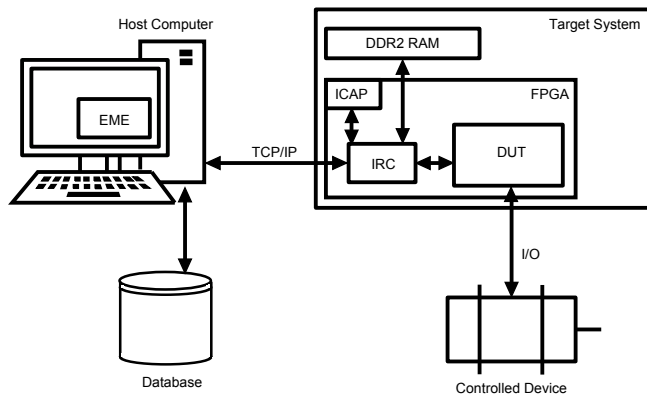 Host Computer
Target System
DDR2 RAM
ICAP
FPGA
EME
TCP/IP
IRC
DUT
I/O
Database
Controlled Device